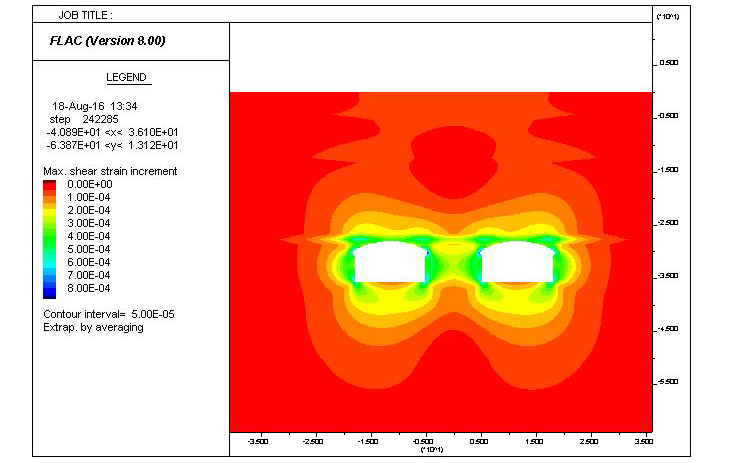 JOB TITLE :
FLAC (Version 8.00)
LEGEND
18-Aug-16 13:34
step 242285
-4.089E+01 <x< 3.610E+01
-6.387E+01 <y< 1.312E+01
Max. shear strain increment
0.00E+00
1.00E-04
2.00E-04
3.00E-04
4.00E-04
5.00E-04
6.00E-04
7.00E-04
8.00E-04
Contour interval= 5.00E-05
Extrap. by averaging
(*10^1)
0.500
-0.500
-1.500
-2.500
-3.500
-4.500
-5.500
-3.500 -2.500 -1.500 -0.500 0.500 1.500 2.500 3.500
(*10^1)